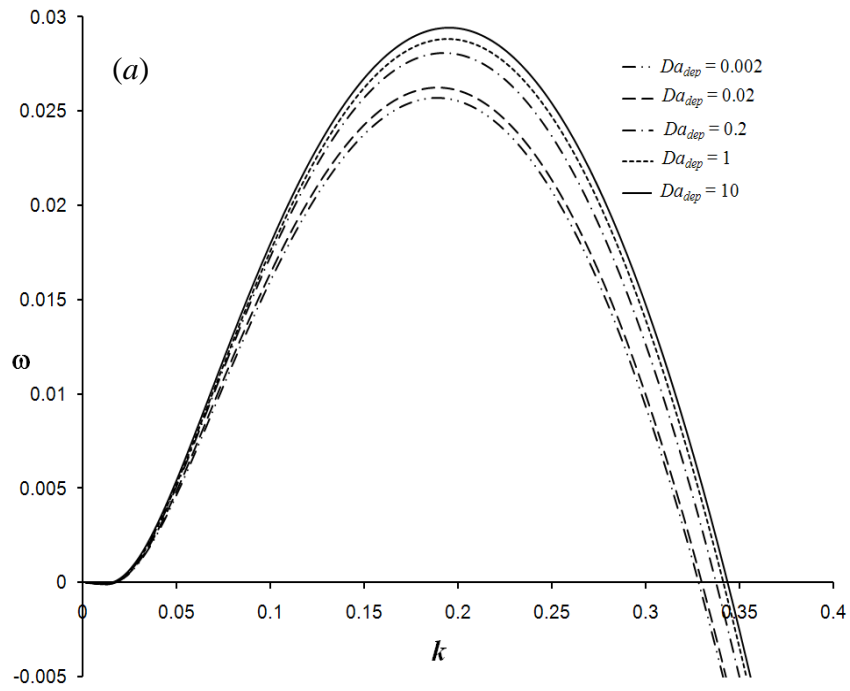 0.03
(a)
Da_dep = 0.002
Da_dep = 0.02
Da_dep = 0.2
Da_dep = 1
Da_dep = 10
0.025
0.02
0.015
ω
0.01
0.005
0
0 0.05 0.1 0.15 0.2 0.25 0.3 0.35 0.4
-0.005
k